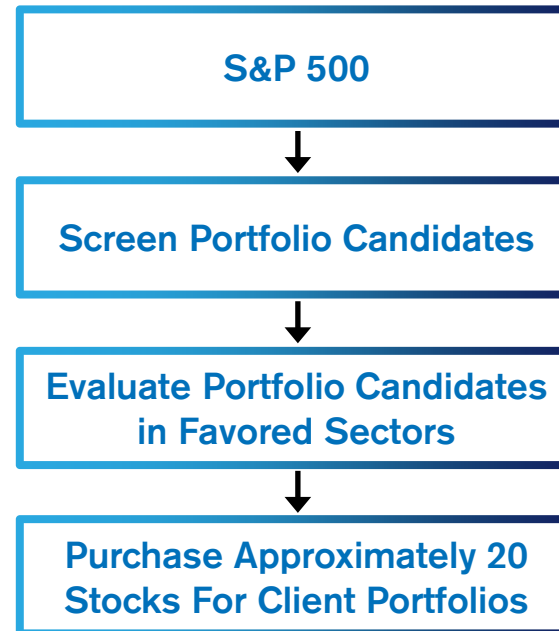 S&P 500
Screen Portfolio Candidates
Evaluate Portfolio Candidates
in Favored Sectors
Purchase Approximately 20
Stocks For Client Portfolios